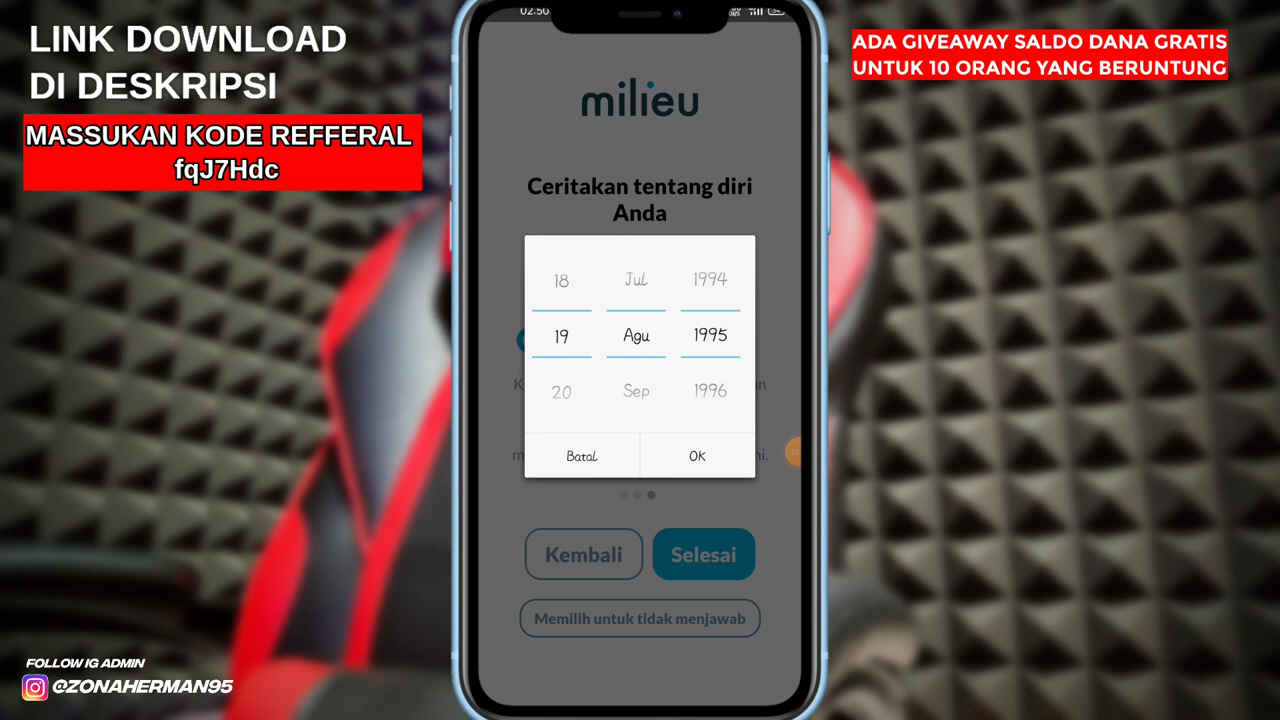 LINK DOWNLOAD
DI DESKRIPSI
MASSUKAN KODE REFFERAL
fqJ7Hdc
ADA GIVEAWAY SALDO DANA GRATIS
UNTUK 10 ORANG YANG BERUNTUNG
02:50
milieu
Ceritakan tentang diri
Anda
18 Jul 1994
19 Agu 1995
20 Sep 1996
Batal OK
Kembali Selesai
Memilih untuk tidak menjawab
FOLLOW IG ADMIN
@ZONAHERMAN95